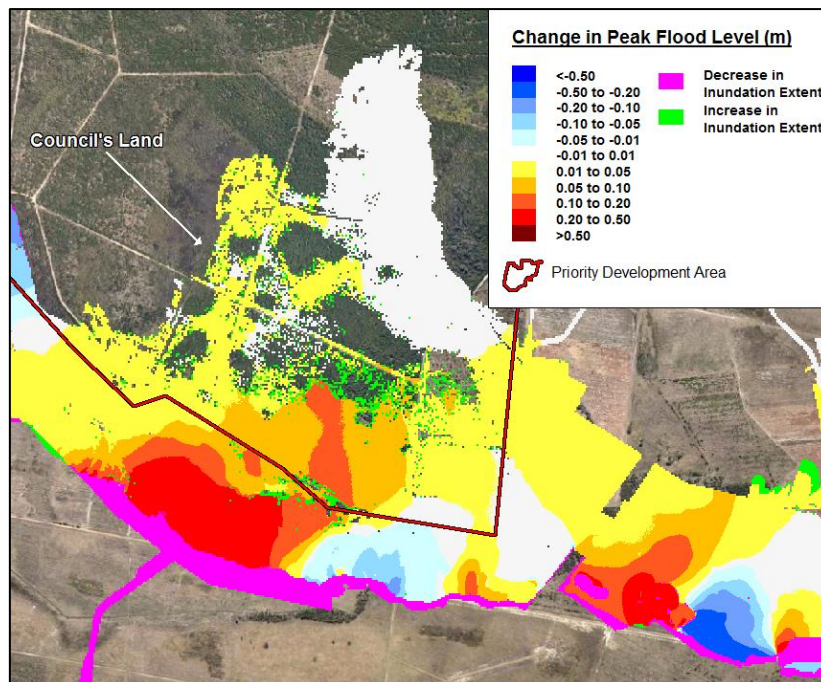 Council's Land
Change in Peak Flood Level (m)
<-0.50
-0.50 to -0.20
-0.20 to -0.10
-0.10 to -0.05
-0.05 to -0.01
-0.01 to 0.01
0.01 to 0.05
0.05 to 0.10
0.10 to 0.20
0.20 to 0.50
>0.50
Decrease in
Inundation Extent
Increase in
Inundation Extent
Priority Development Area